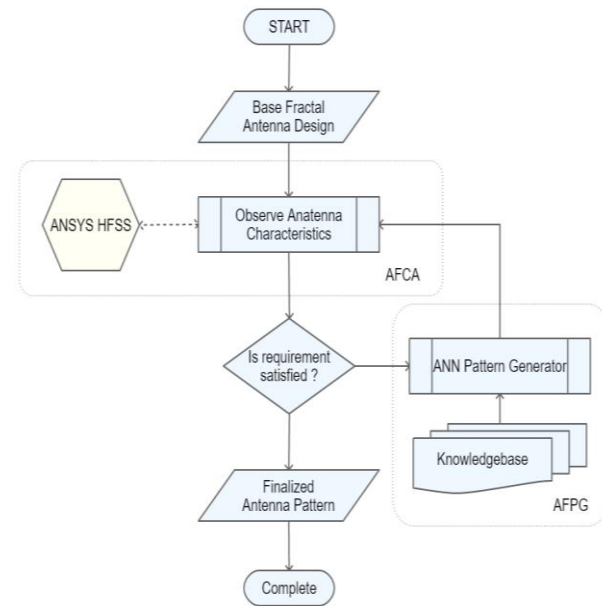 START
Base Fractal
Antenna Design
ANSYS HFSS
Observe Anatenna
Characteristics
AFCA
Is requirement
satisfied ?
ANN Pattern Generator
Knowledgebase
AFPG
Finalized
Antenna Pattern
Complete